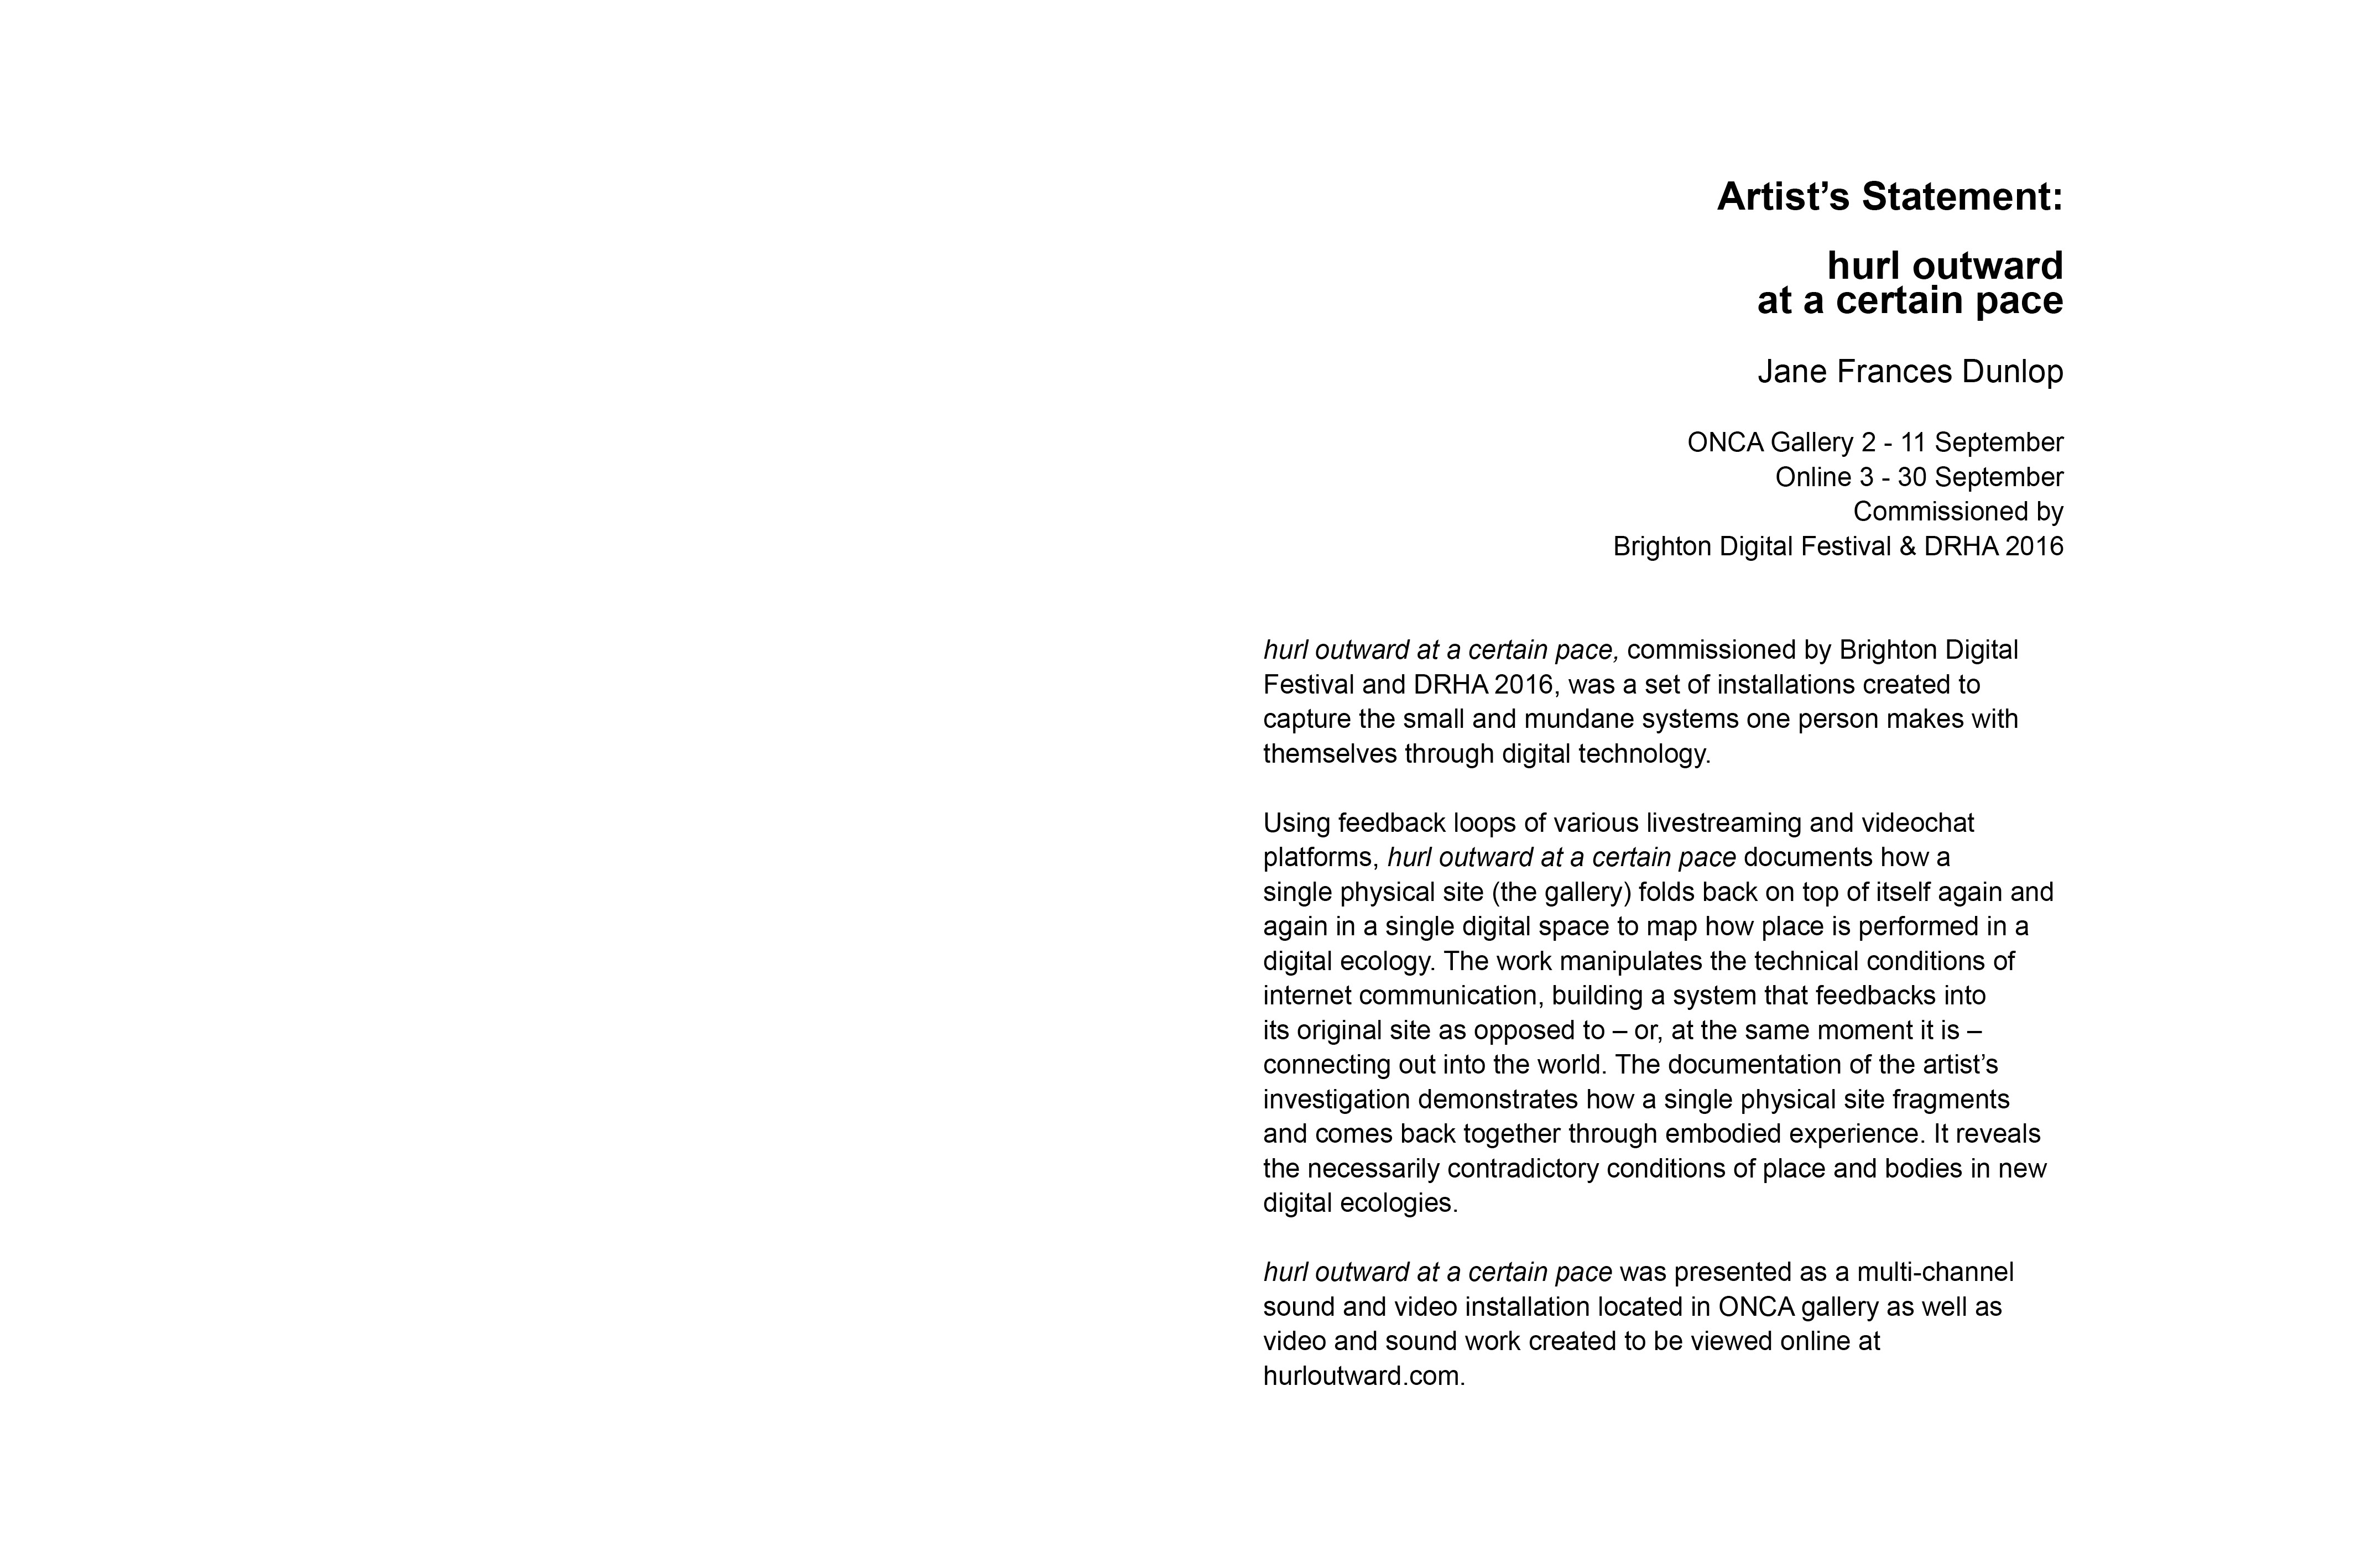 Artist’s Statement:
hurl outward
at a certain pace
Jane Frances Dunlop
ONCA Gallery 2 - 11 September
Online 3 - 30 September
Commissioned by
Brighton Digital Festival & DRHA 2016
hurl outward at a certain pace, commissioned by Brighton Digital
Festival and DRHA 2016, was a set of installations created to
capture the small and mundane systems one person makes with
themselves through digital technology.
Using feedback loops of various livestreaming and videochat
platforms, hurl outward at a certain pace documents how a
single physical site (the gallery) folds back on top of itself again and
again in a single digital space to map how place is performed in a
digital ecology. The work manipulates the technical conditions of
internet communication, building a system that feedbacks into
its original site as opposed to – or, at the same moment it is –
connecting out into the world. The documentation of the artist’s
investigation demonstrates how a single physical site fragments
and comes back together through embodied experience. It reveals
the necessarily contradictory conditions of place and bodies in new
digital ecologies.
hurl outward at a certain pace was presented as a multi-channel
sound and video installation located in ONCA gallery as well as
video and sound work created to be viewed online at
hurloutward.com.